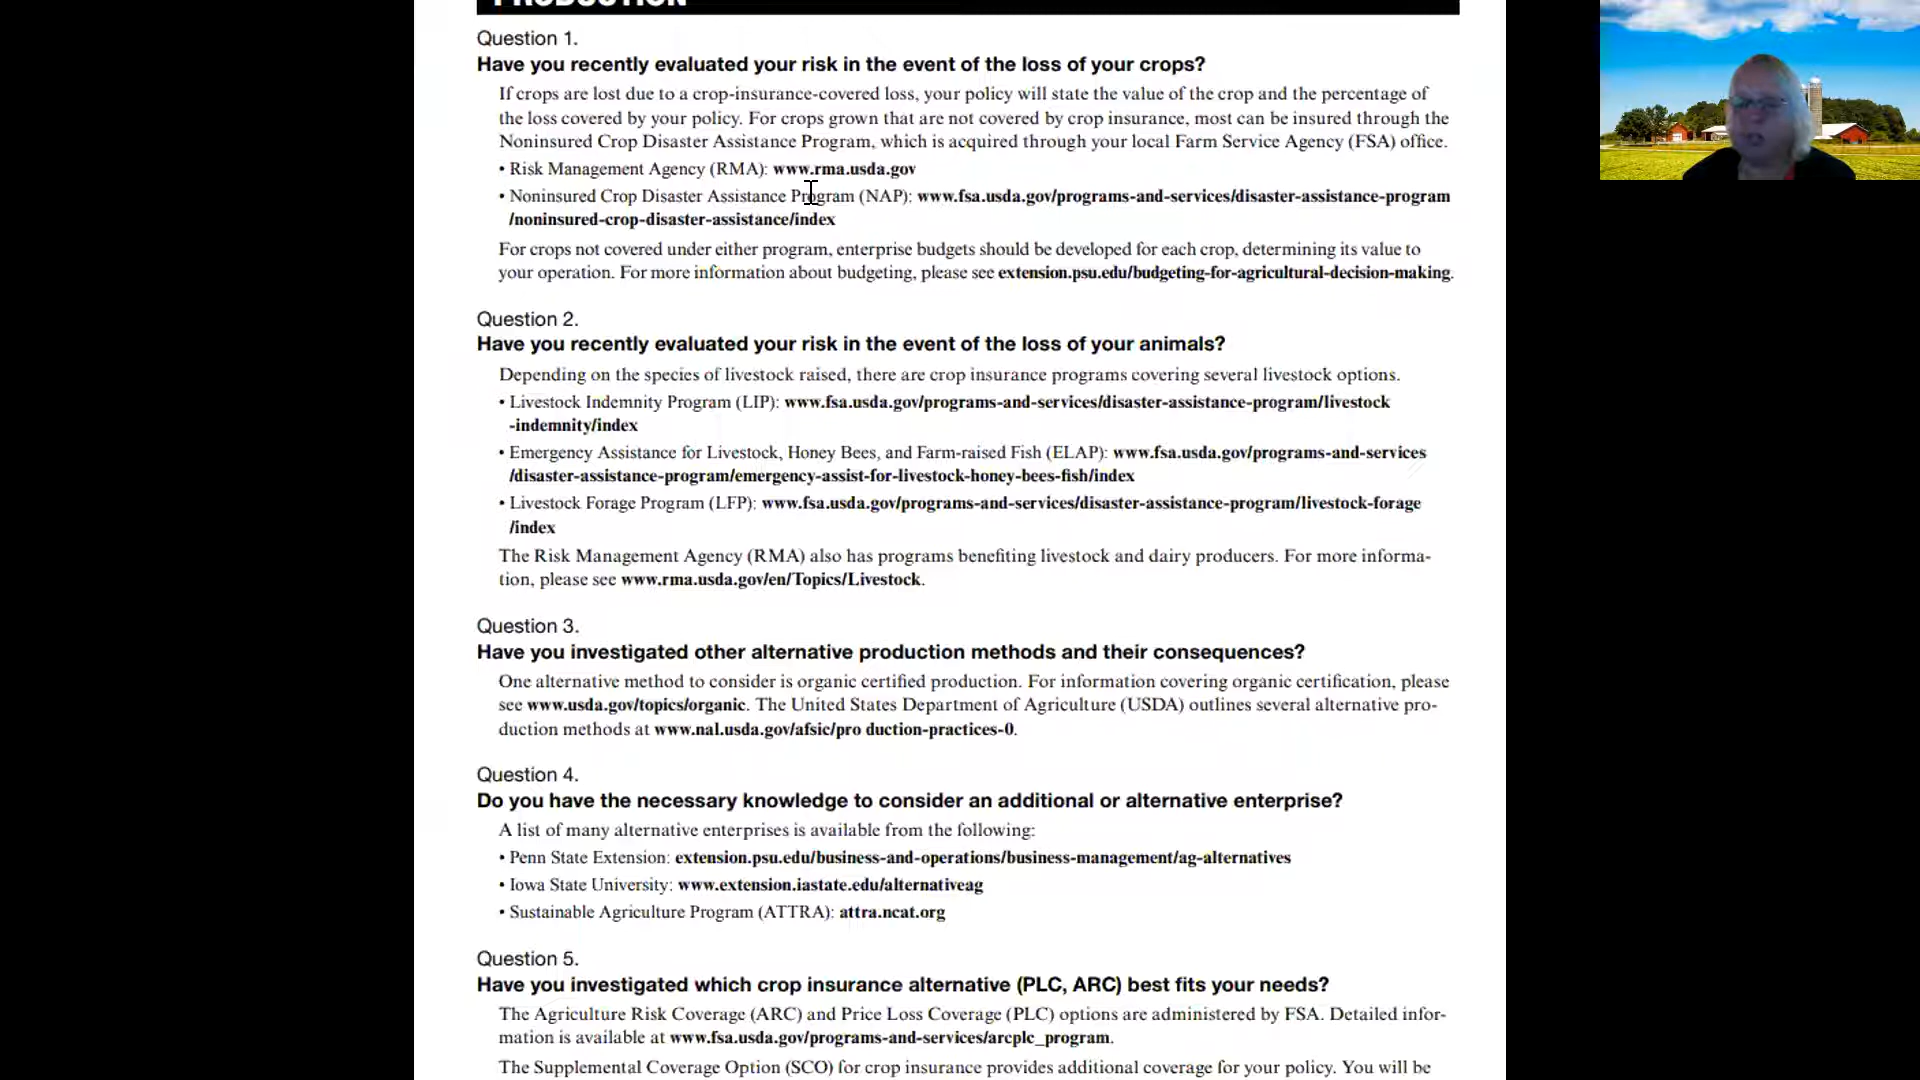 PRODUCTION
Question 1.
Have you recently evaluated your risk in the event of the loss of your crops?
If crops are lost due to a crop-insurance-covered loss, your policy will state the value of the crop and the percentage of
the loss covered by your policy. For crops grown that are not covered by crop insurance, most can be insured through the
Noninsured Crop Disaster Assistance Program, which is acquired through your local Farm Service Agency (FSA) office.
• Risk Management Agency (RMA): www.rma.usda.gov
• Noninsured Crop Disaster Assistance Program (NAP): www.fsa.usda.gov/programs-and-services/disaster-assistance-program
/noninsured-crop-disaster-assistance/index
For crops not covered under either program, enterprise budgets should be developed for each crop, determining its value to
your operation. For more information about budgeting, please see extension.psu.edu/budgeting-for-agricultural-decision-making.
Question 2.
Have you recently evaluated your risk in the event of the loss of your animals?
Depending on the species of livestock raised, there are crop insurance programs covering several livestock options.
• Livestock Indemnity Program (LIP): www.fsa.usda.gov/programs-and-services/disaster-assistance-program/livestock
-indemnity/index
• Emergency Assistance for Livestock, Honey Bees, and Farm-raised Fish (ELAP): www.fsa.usda.gov/programs-and-services
/disaster-assistance-program/emergency-assist-for-livestock-honey-bees-fish/index
• Livestock Forage Program (LFP): www.fsa.usda.gov/programs-and-services/disaster-assistance-program/livestock-forage
/index
The Risk Management Agency (RMA) also has programs benefiting livestock and dairy producers. For more informa-
tion, please see www.rma.usda.gov/en/Topics/Livestock.
Question 3.
Have you investigated other alternative production methods and their consequences?
One alternative method to consider is organic certified production. For information covering organic certification, please
see www.usda.gov/topics/organic. The United States Department of Agriculture (USDA) outlines several alternative pro-
duction methods at www.nal.usda.gov/afsic/pro duction-practices-0.
Question 4.
Do you have the necessary knowledge to consider an additional or alternative enterprise?
A list of many alternative enterprises is available from the following:
• Penn State Extension: extension.psu.edu/business-and-operations/business-management/ag-alternatives
• Iowa State University: www.extension.iastate.edu/alternativeag
• Sustainable Agriculture Program (ATTRA): attra.ncat.org
Question 5.
Have you investigated which crop insurance alternative (PLC, ARC) best fits your needs?
The Agriculture Risk Coverage (ARC) and Price Loss Coverage (PLC) options are administered by FSA. Detailed infor-
mation is available at www.fsa.usda.gov/programs-and-services/arcplc_program.
The Supplemental Coverage Option (SCO) for crop insurance provides additional coverage for your policy. You will be